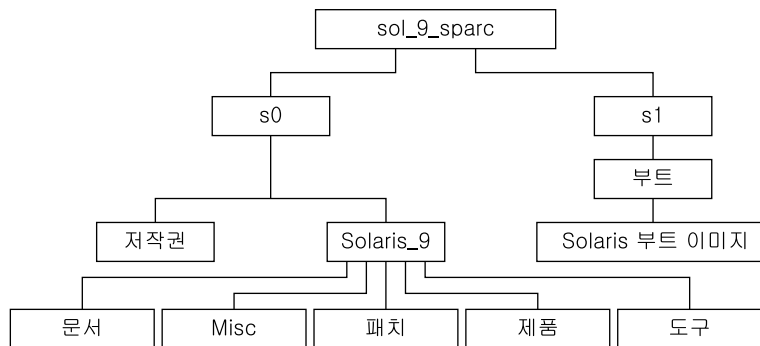 sol_9_sparc
s0
s1
부트
저작권
Solaris_9
Solaris 부트 이미지
문서
Misc
패치
제품
도구